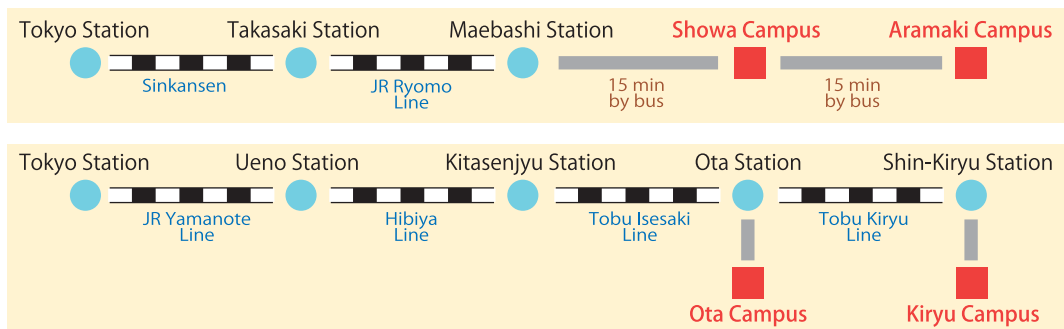 Tokyo Station Takasaki Station Maebashi Station Showa Campus Aramaki Campus
Sinkansen JR Ryomo 15 min 15 min
Line by bus by bus
Tokyo Station Ueno Station Kitasenjyu Station Ota Station Shin-Kiryu Station
JR Yamanote Hibiya Tobu Isesaki Tobu Kiryu
Line Line Line Line
Ota Campus Kiryu Campus